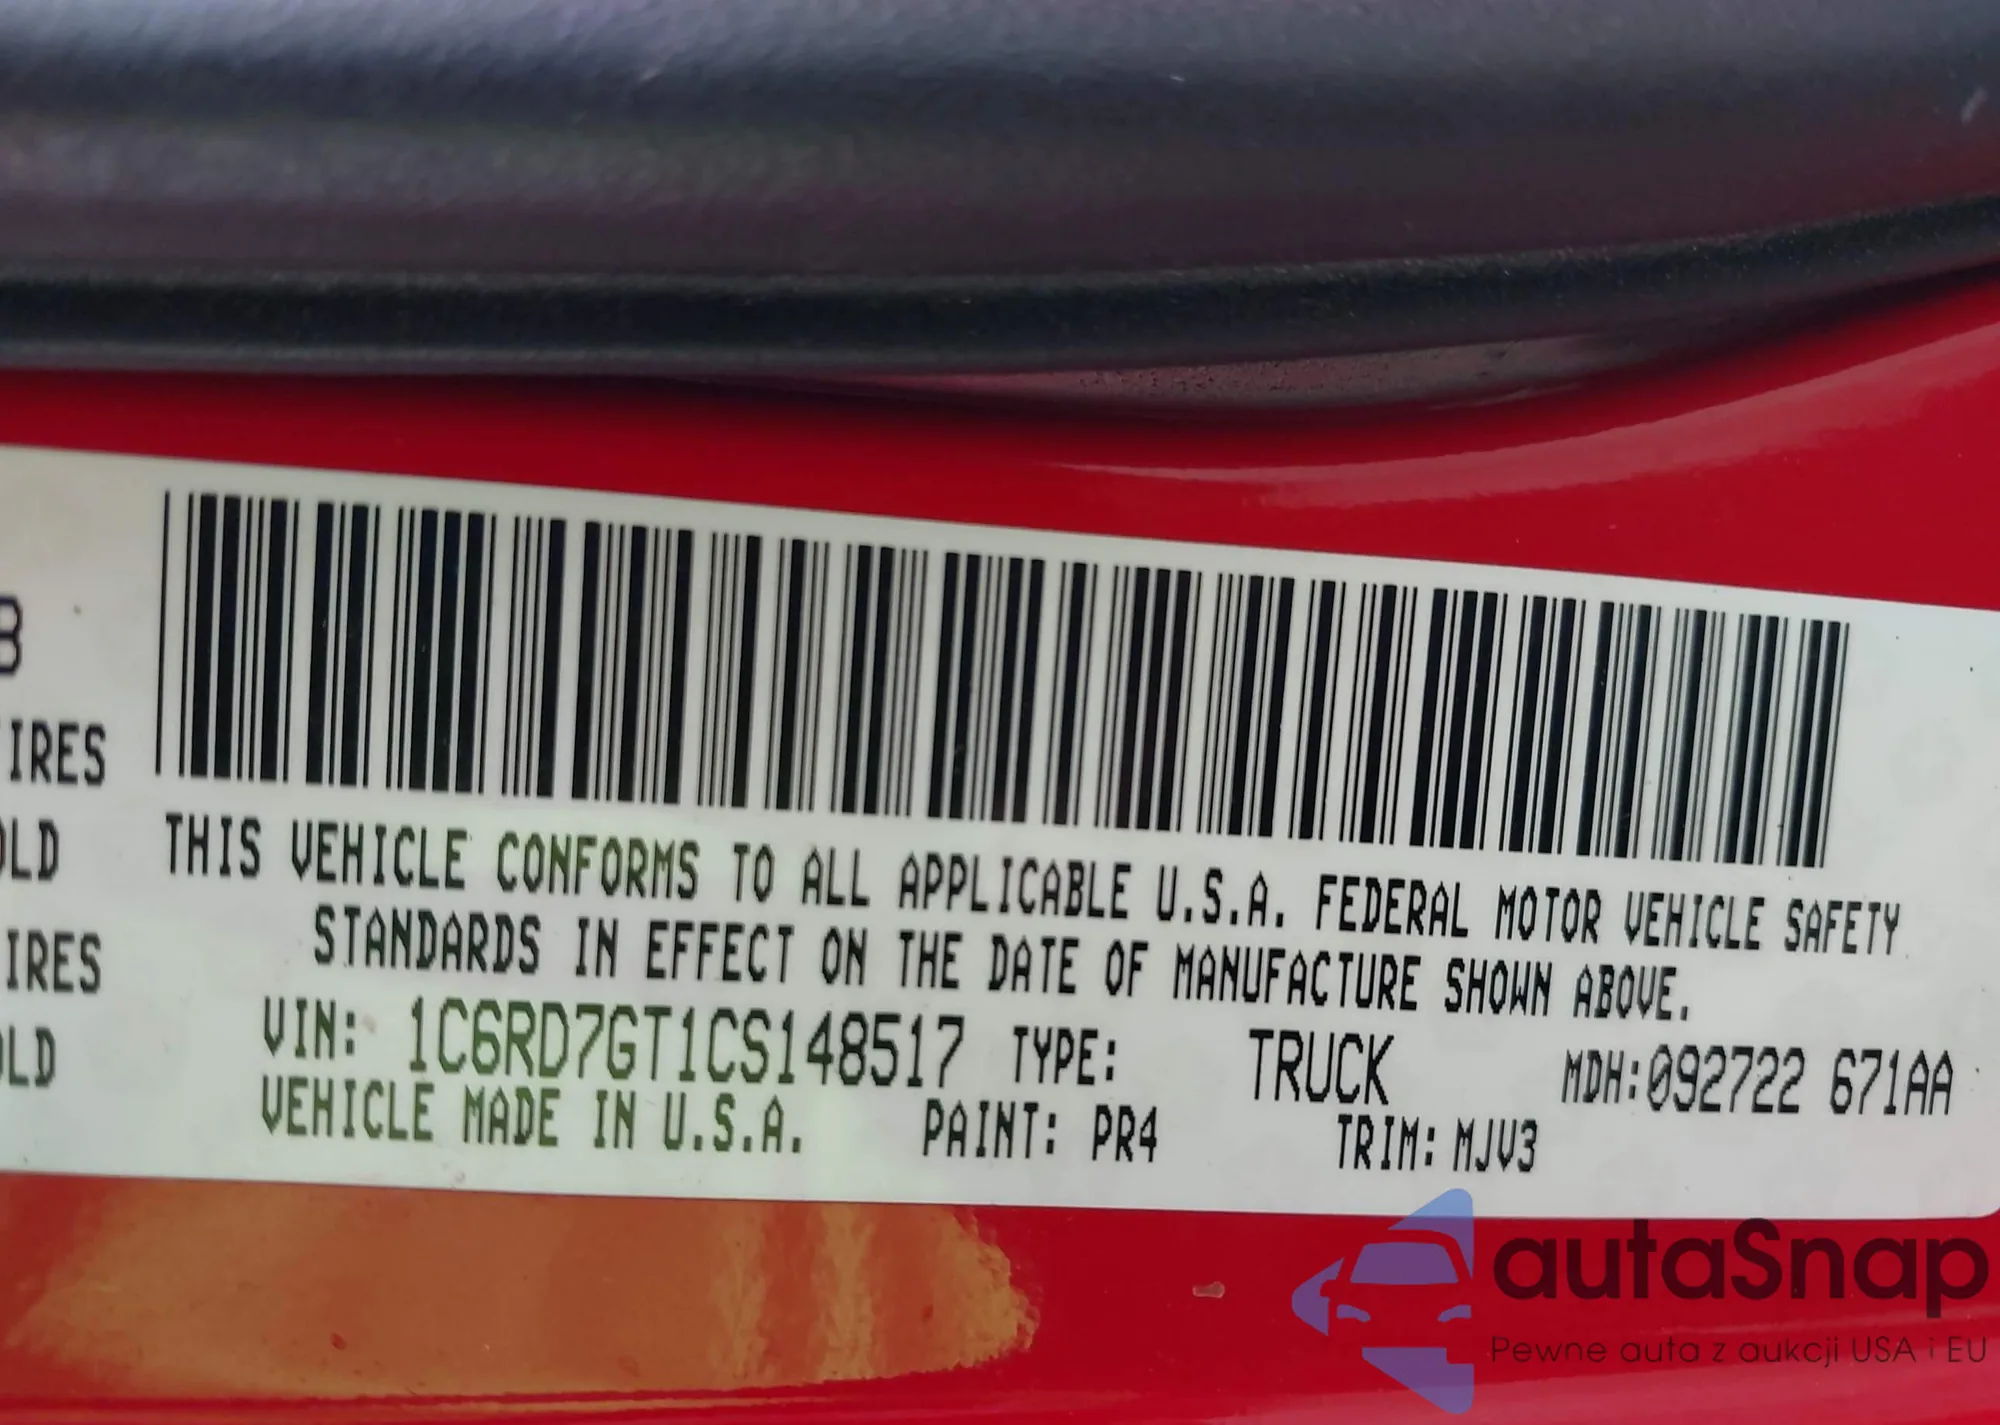 B
IRES
OLD
IRES
OLD
THIS VEHICLE CONFORMS TO ALL APPLICABLE U.S.A. FEDERAL MOTOR VEHICLE SAFETY
STANDARDS IN EFFECT ON THE DATE OF MANUFACTURE SHOWN ABOVE.
VIN: 1C6RD7GT1CS148517 TYPE: TRUCK MDH:092722 671AA
VEHICLE MADE IN U.S.A. PAINT: PR4 TRIM: MJV3
autaSnap
Pewne auta z aukcji USA i EU